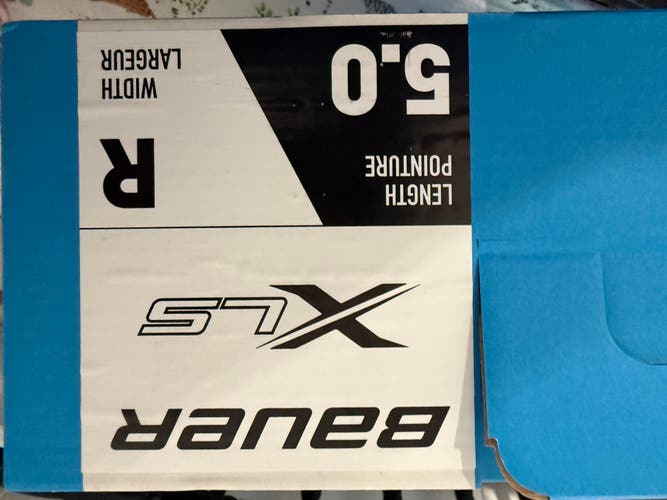 BAUER
XLS
LENGTH
POINTURE
5.0
WIDTH
LARGEUR
R